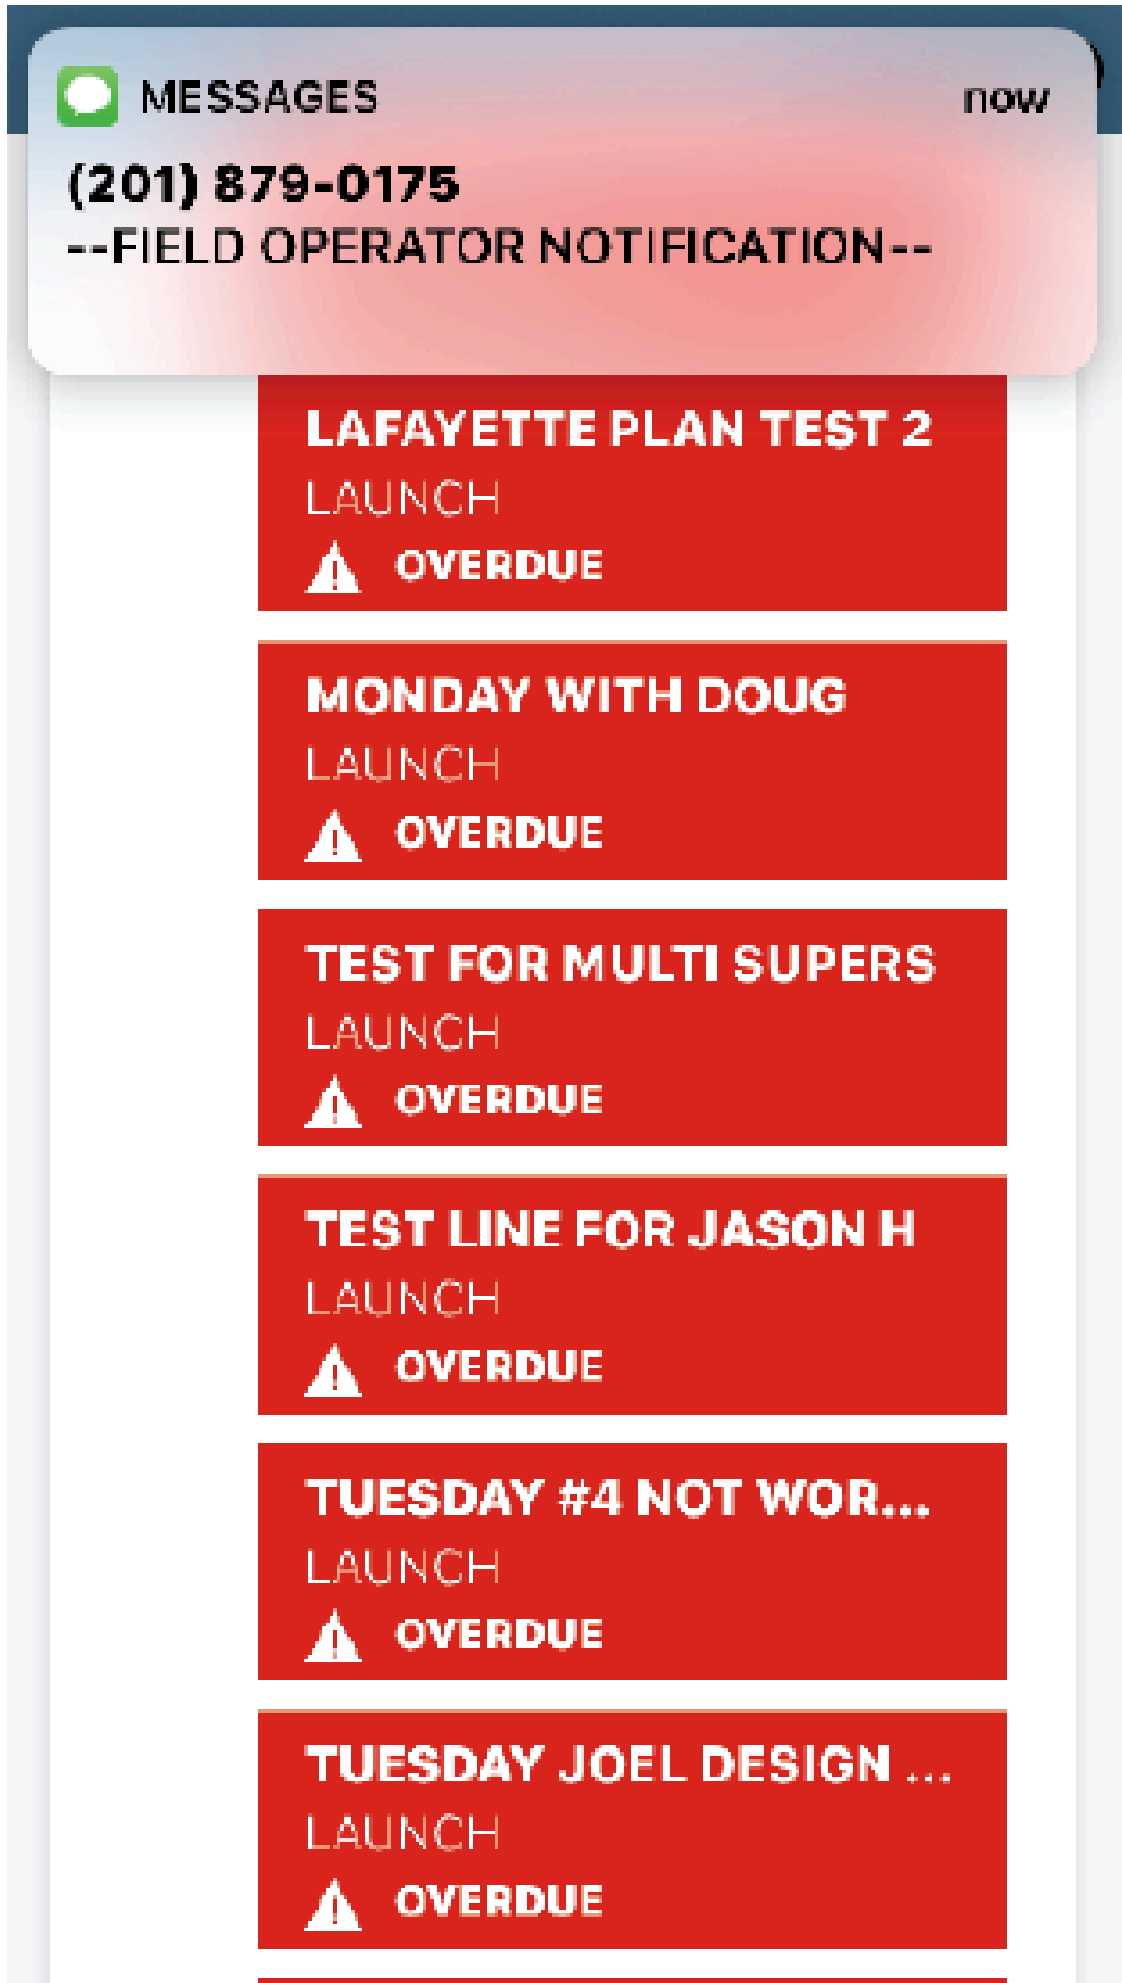 MESSAGES now
(201) 879-0175
--FIELD OPERATOR NOTIFICATION--
LAFAYETTE PLAN TEST 2
LAUNCH
OVERDUE
MONDAY WITH DOUG
LAUNCH
OVERDUE
TEST FOR MULTI SUPERS
LAUNCH
OVERDUE
TEST LINE FOR JASON H
LAUNCH
OVERDUE
TUESDAY #4 NOT WOR...
LAUNCH
OVERDUE
TUESDAY JOEL DESIGN ...
LAUNCH
OVERDUE